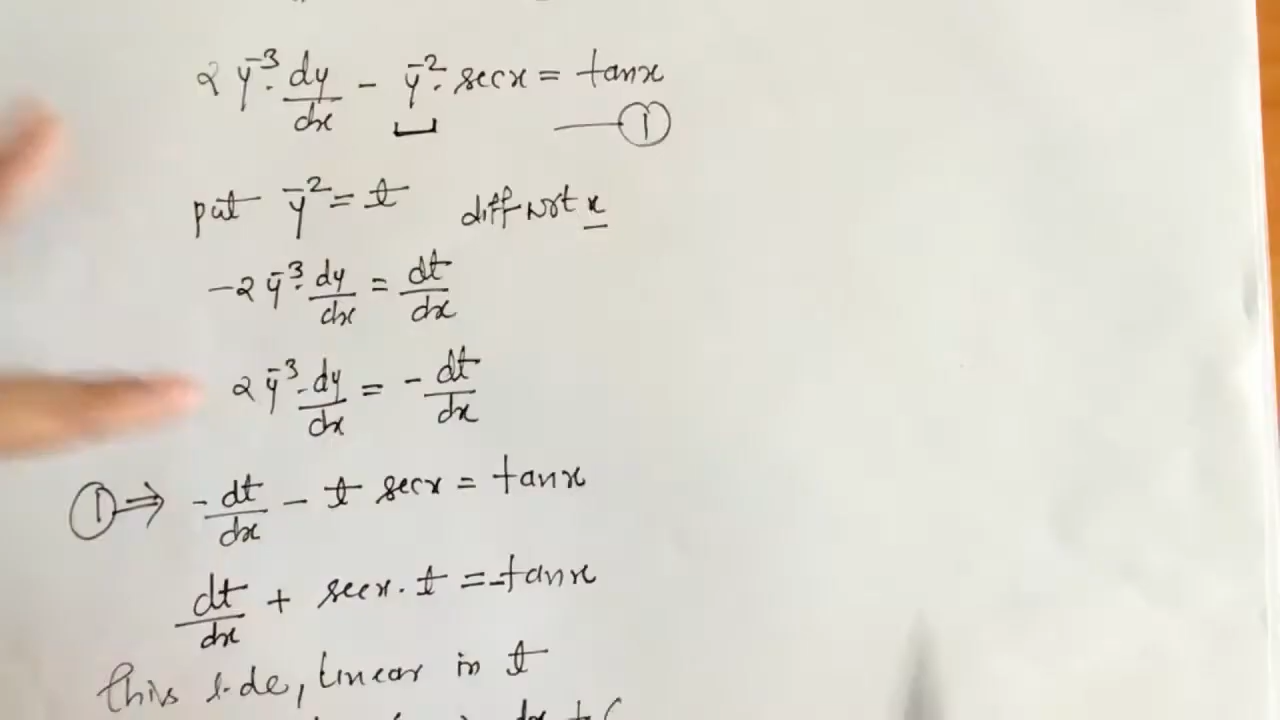 2 y⁻³. dy/dx – y⁻². secx = tanx
—①
put y⁻² = t diff wrt x
-2 y⁻³. dy/dx = dt/dx
2 y⁻³ - dy/dx = - dt/dx
① ⇒ - dt/dx – t secx = tanx
dt/dx + secx. t = -tanx
this l.de, linear in t
dx + C